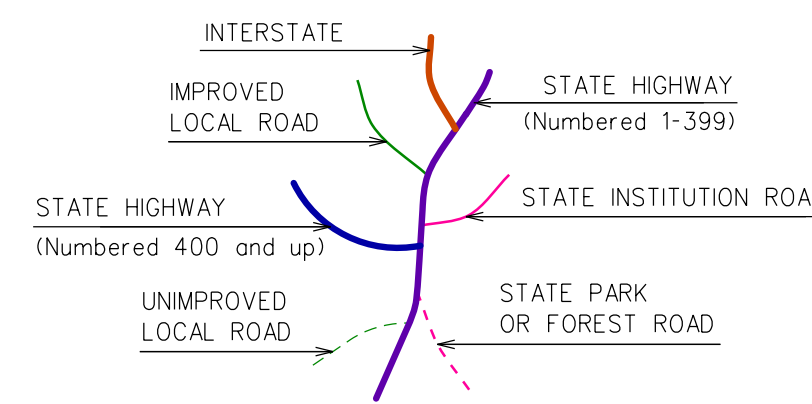 INTERSTATE
STATE HIGHWAY
(Numbered 1-399)
IMPROVED
LOCAL ROAD
STATE INSTITUTION ROA
STATE HIGHWAY
(Numbered 400 and up)
UNIMPROVED
LOCAL ROAD
STATE PARK
OR FOREST ROAD